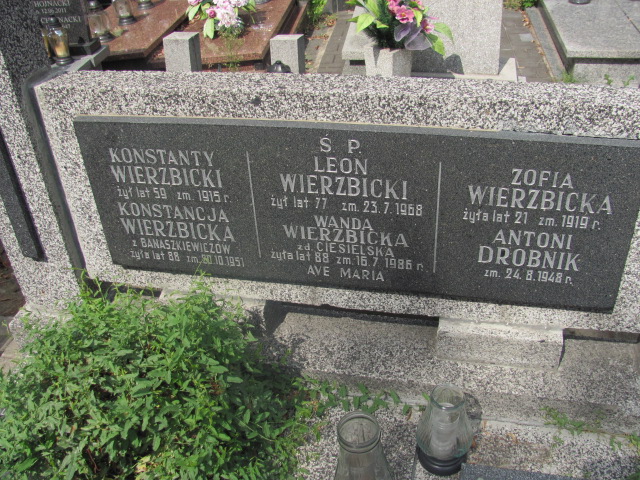 HOJNACKI
Ś. P.
KONSTANTY
WIERZBICKI
żył lat 59 zm. 1915 r.
KONSTANCJA
WIERZBICKA
z BANASZKIEWICZÓW
żyła lat 88 zm. 30.10.1951
LEON
WIERZBICKI
żył lat 77 zm. 23.7.1968
WANDA
WIERZBICKA
zd. CIESIELSKA
żyła lat 88 zm. 16.7.1986 r.
AVE MARIA
ZOFIA
WIERZBICKA
żyła lat 21 zm. 1919 r.
ANTONI
DROBNIK
zm. 24.8.1948 r.